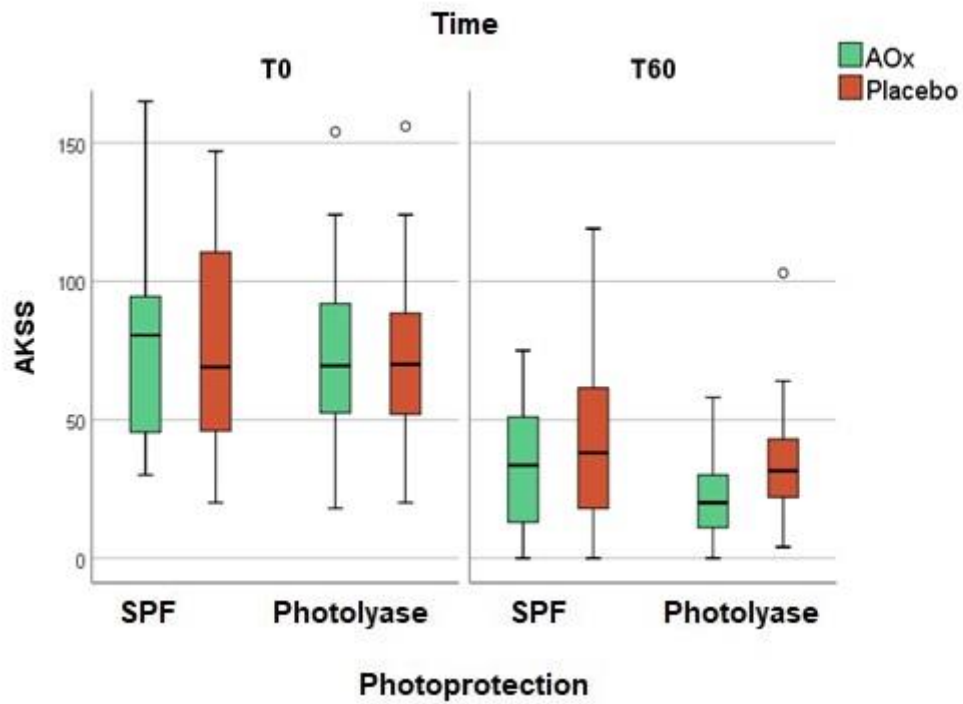 Time
T0
T60
AOx
Placebo
AKSS
150
100
50
0
SPF
Photolyase
SPF
Photolyase
Photoprotection